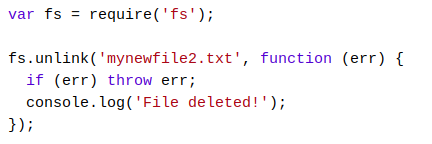 var fs = require('fs');

fs.unlink('mynewfile2.txt', function (err) {
  if (err) throw err;
  console.log('File deleted!');
});